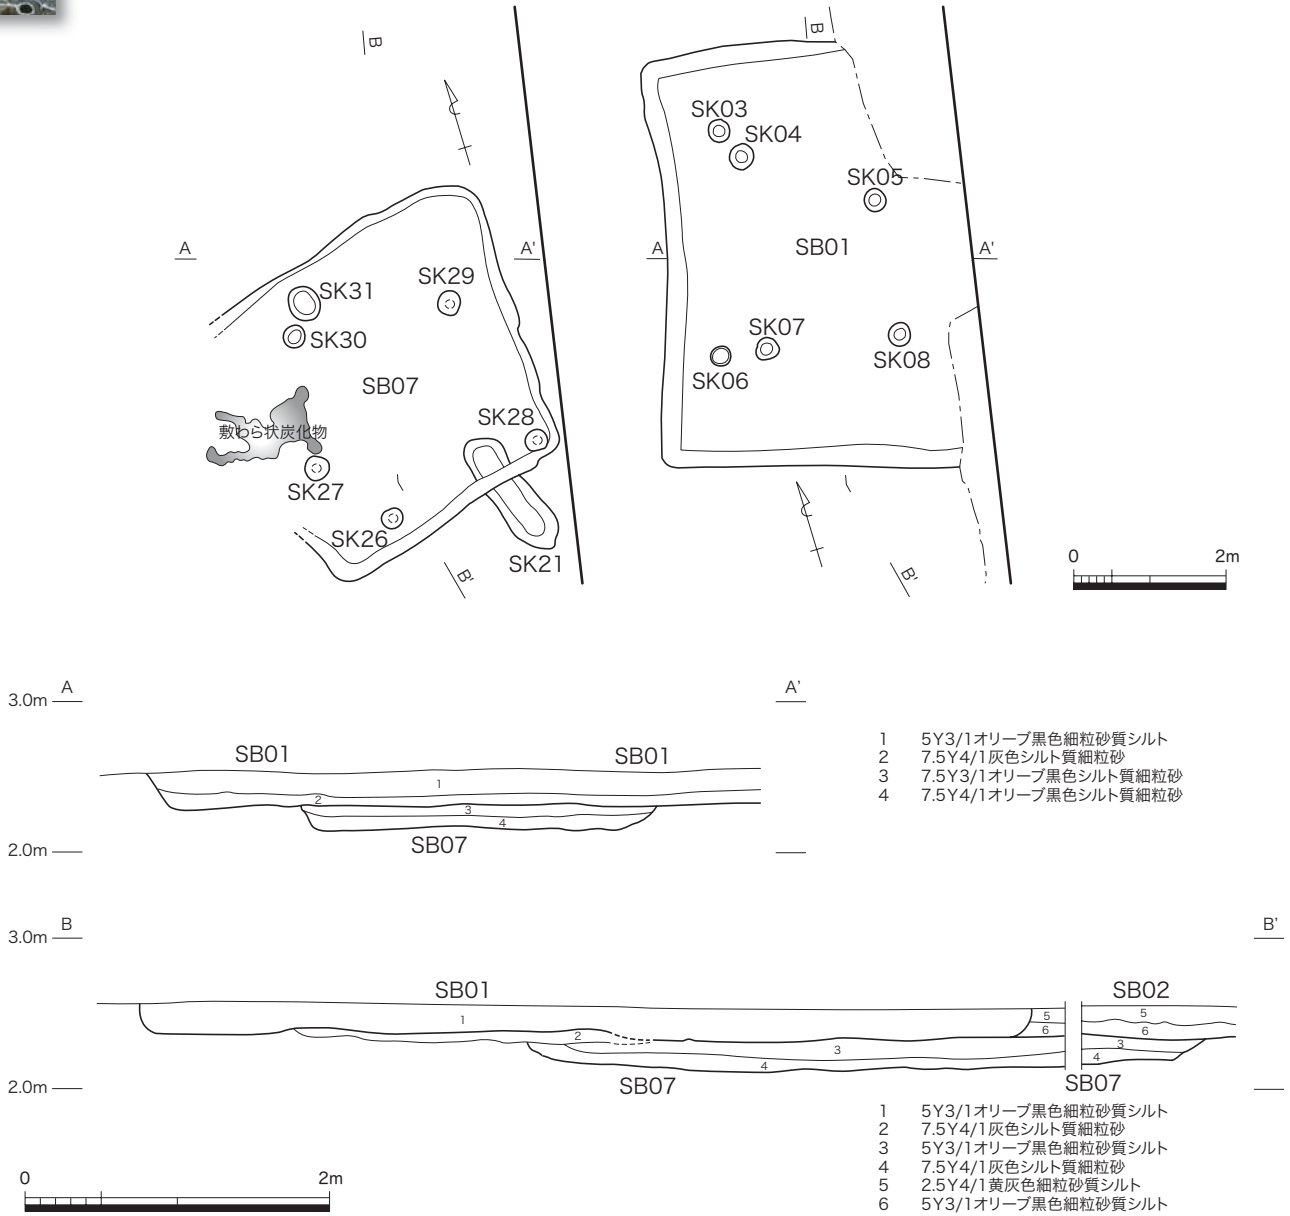 B
B
SK03
SK04
SK05
A
A'
A
SB01
A'
SK31
SK29
SK30
SK07
SK08
SB07
SK06
SK28
敷わら状炭化物
SK27
SK26
SK21
B'
B'
0 2m
3.0m A A’
SB01 SB01
1
2
3
4
2.0m
SB07
1 5Y3/1オリーブ黒色細粒砂質シルト
2 7.5Y4/1灰色シルト質細粒砂
3 7.5Y3/1オリーブ黒色シルト質細粒砂
4 7.5Y4/1オリーブ黒色シルト質細粒砂
3.0m B B’
SB01 SB02
1
2
3
4
5
6
5
6
3
4
2.0m
SB07 SB07
1 5Y3/1オリーブ黒色細粒砂質シルト
2 7.5Y4/1灰色シルト質細粒砂
3 5Y3/1オリーブ黒色細粒砂質シルト
4 7.5Y4/1灰色シルト質細粒砂
5 2.5Y4/1黄灰色細粒砂質シルト
6 5Y3/1オリーブ黒色細粒砂質シルト
0 2m